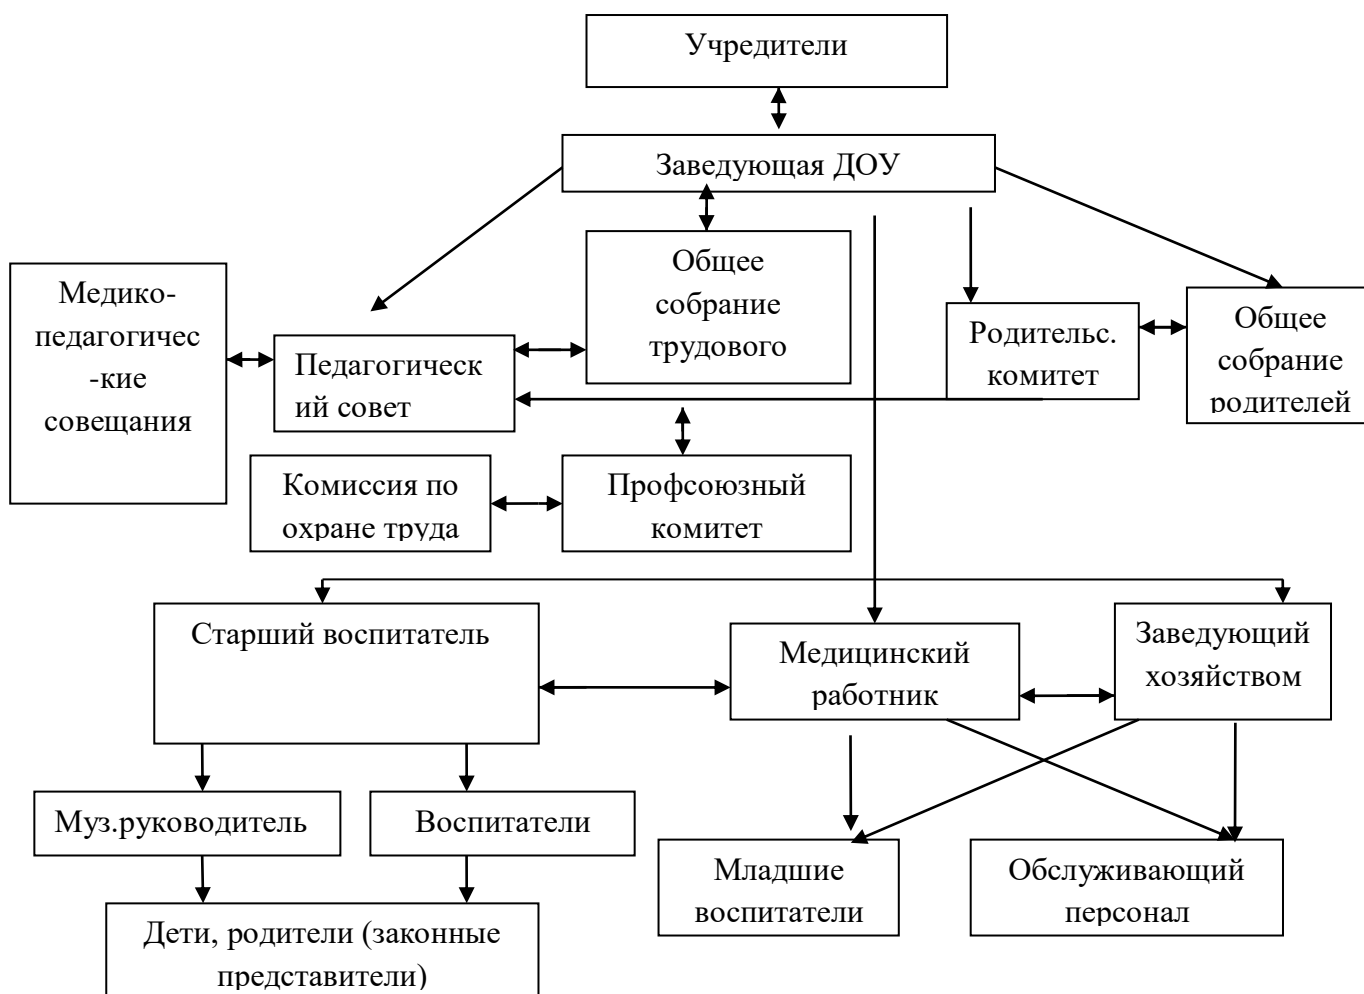 Учредители
Заведующая ДОУ
Общее
собрание
трудового
Медико-
педагогичес
-кие
совещания
Педагогическ
ий совет
Родительс.
комитет
Общее
собрание
родителей
Комиссия по
охране труда
Профсоюзный
комитет
Старший воспитатель
Медицинский
работник
Заведующий
хозяйством
Муз.руководитель
Воспитатели
Младшие
воспитатели
Обслуживающий
персонал
Дети, родители (законные
представители)